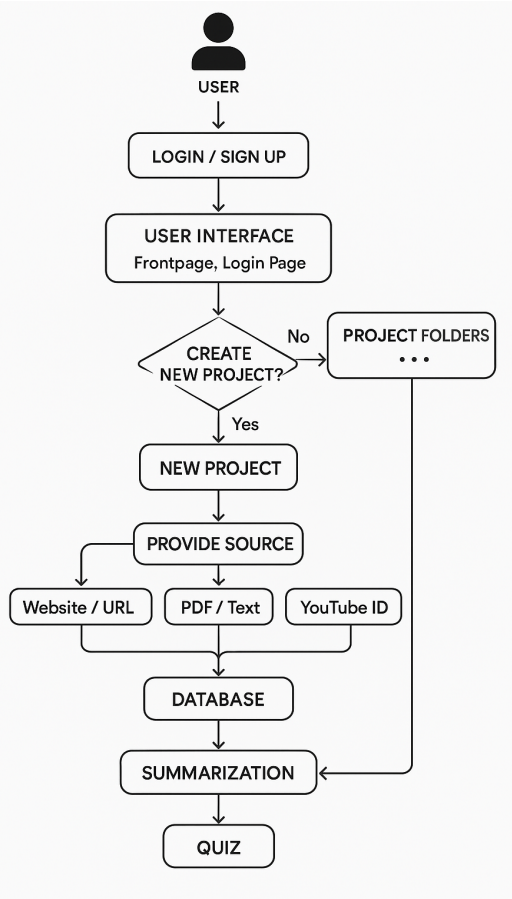 USER
LOGIN / SIGN UP
USER INTERFACE
Frontpage, Login Page
CREATE
NEW PROJECT?
No
PROJECT FOLDERS
...
Yes
NEW PROJECT
PROVIDE SOURCE
Website / URL
PDF / Text
YouTube ID
DATABASE
SUMMARIZATION
QUIZ